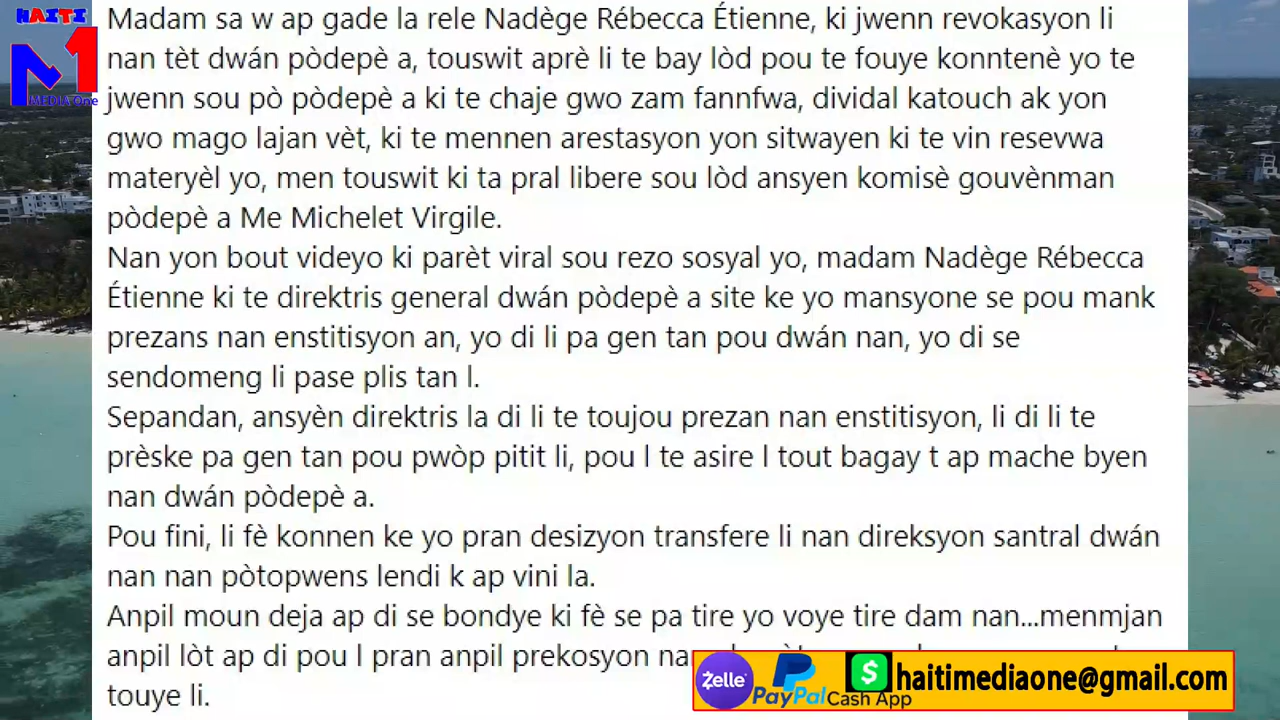 HAITI
M1
MEDIA One
Madam sa w ap gade la rele Nadège Rébecca Étienne, ki jwenn revokasyon li
nan tèt dwán pòdepè a, touswit aprè li te bay lòd pou te fouye konntenè yo te
jwenn sou pò pòdepè a ki te chaje gwo zam fannfwa, dividal katouch ak yon
gwo mago lajan vèt, ki te mennen arestasyon yon sitwayen ki te vin resevwa
materyèl yo, men touswit ki ta pral libere sou lòd ansyen komisè gouvènman
pòdepè a Me Michelet Virgile.
Nan yon bout videyo ki parèt viral sou rezo sosyal yo, madam Nadège Rébecca
Étienne ki te direktris general dwán pòdepè a site ke yo mansyone se pou mank
prezans nan enstitisyon an, yo di li pa gen tan pou dwán nan, yo di se
sendomeng li pase plis tan l.
Sepandan, ansyèn direktris la di li te toujou prezan nan enstitisyon, li di li te
prèske pa gen tan pou pwòp pitit li, pou l te asire l tout bagay t ap mache byen
nan dwán pòdepè a.
Pou fini, li fè konnen ke yo pran desizyon transfere li nan direksyon santral dwán
nan nan pòtopwens lendi k ap vini la.
Anpil moun deja ap di se bondye ki fè se pa tire yo voye tire dam nan...menmjan
anpil lòt ap di pou l pran anpil prekosyon
touye li.
Zelle PayPal $ Cash App haitimediaone@gmail.com